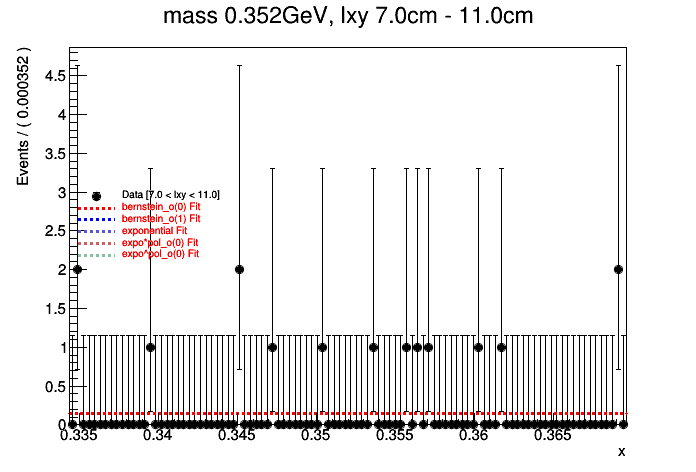 mass 0.352GeV, lxy 7.0cm - 11.0cm
Events / ( 0.000352 )
4.5
4
3.5
3
2.5
2
1.5
1
0.5
0
Data [7.0 < lxy < 11.0]
bernstein_o(0) Fit
bernstein_o(1) Fit
exponential Fit
expo*pol_o(0) Fit
expo^pol_o(0) Fit
0.335 0.34 0.345 0.35 0.355 0.36 0.365
x